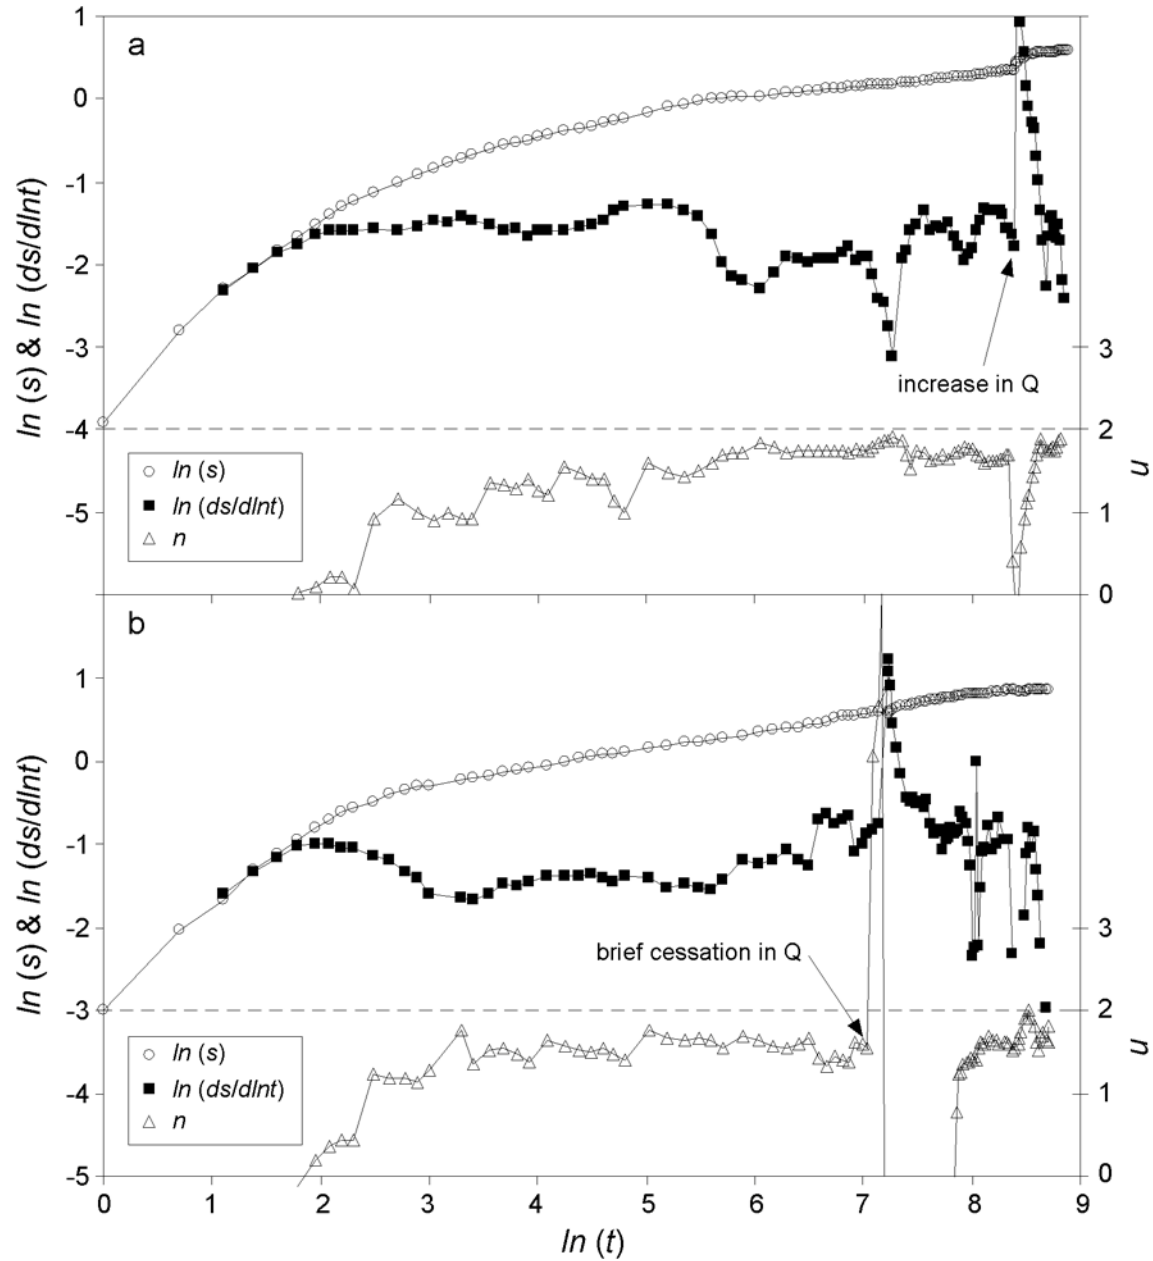 a
1
0
-1
-2
-3
-4
-5
ln (s) & ln (ds/dlnt)
3
2
1
0
n
increase in Q
ln (s)
ln (ds/dlnt)
n
b
1
0
-1
-2
-3
-4
-5
ln (s) & ln (ds/dlnt)
3
2
1
0
n
brief cessation in Q
ln (s)
ln (ds/dlnt)
n
0 1 2 3 4 5 6 7 8 9
ln (t)